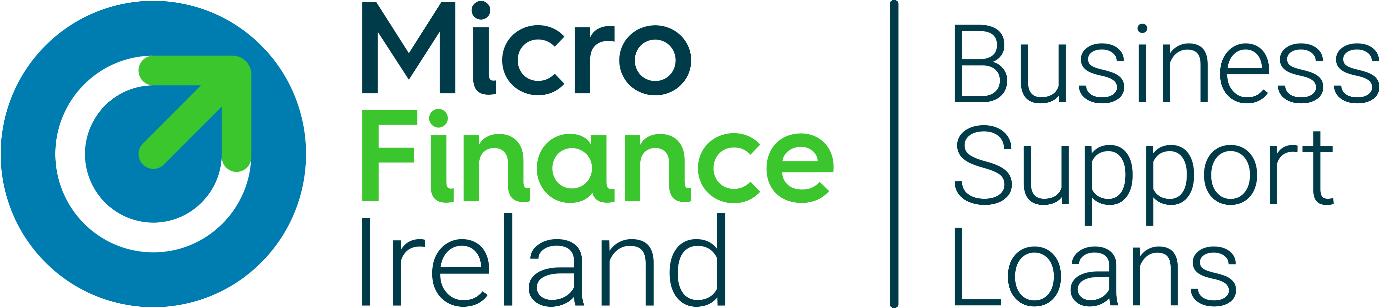 Micro
Finance
Ireland
Business
Support
Loans